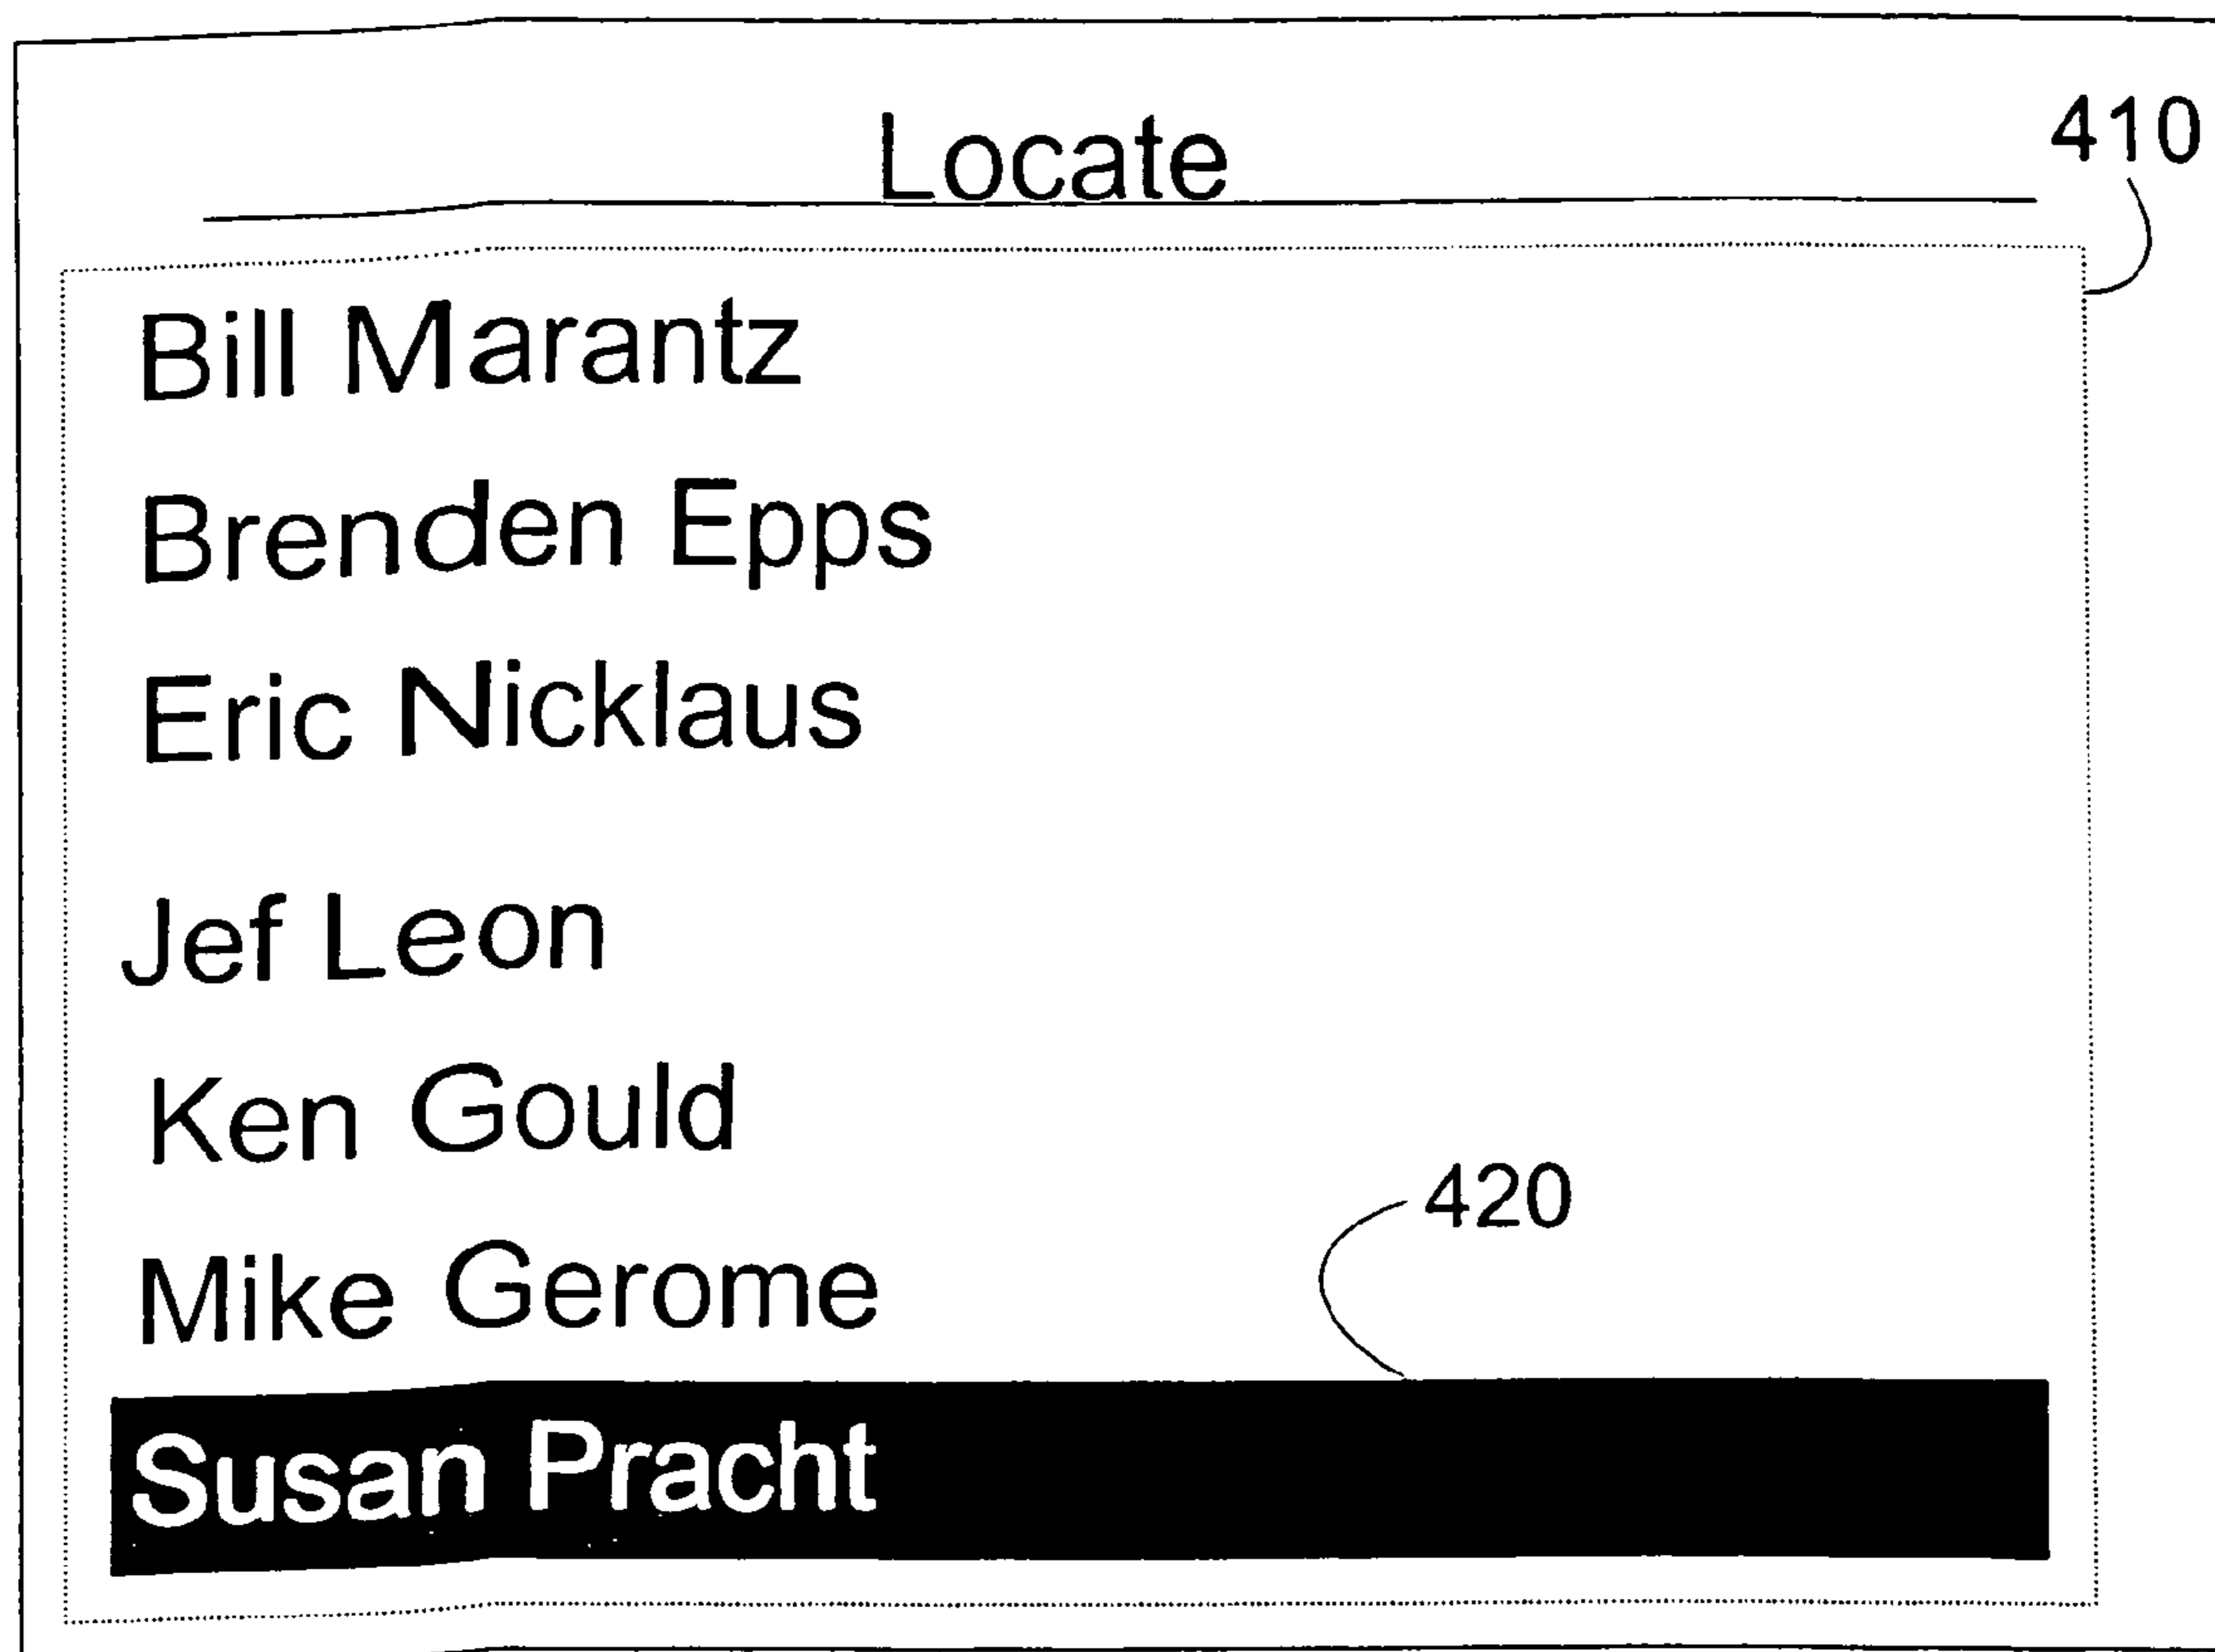 Locate
410
Bill Marantz
Brenden Epps
Eric Nicklaus
Jef Leon
Ken Gould
420
Mike Gerome
Susan Pracht